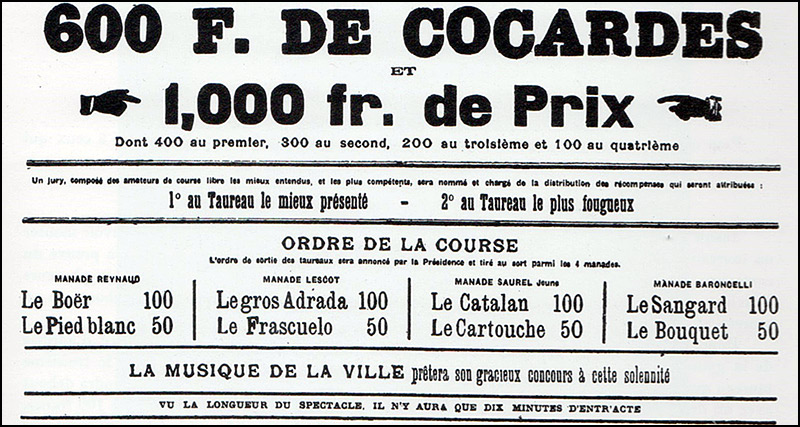 600 F. DE COCARDES
ET
1,000 fr. de Prix
Dont 400 au premier, 300 au second, 200 au troisième et 100 au quatrième
Un jury, composé des amateurs de course libre les mieux entendus, et les plus compétents, sera nommé et chargé de la distribution des récompenses qui seront attribuées :
1° au Taureau le mieux présenté - 2° au Taureau le plus fougueux
ORDRE DE LA COURSE
L'ordre de sortie des taureaux sera annoncé par la Présidence et tiré au sort parmi les 4 manades.
MANADE REYNAUD
Le Boër 100
Le Pied blanc 50
MANADE LESCOT
Le gros Adrada 100
Le Frascuelo 50
MANADE SAUREL Jeune
Le Catalan 100
Le Cartouche 50
MANADE BARONCELLI
Le Sangard 100
Le Bouquet 50
LA MUSIQUE DE LA VILLE prêtera son gracieux concours à cette solennité
VU LA LONGUEUR DU SPECTACLE, IL N'Y AURA QUE DIX MINUTES D'ENTR'ACTE